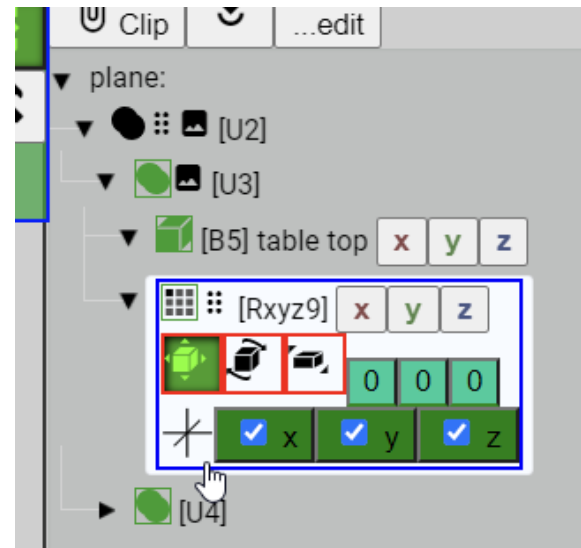 Clip ...edit
plane:
[U2]
[U3]
[B5] table top x y z
[Rxyz9] x y z
0 0 0
x y z
[U4]